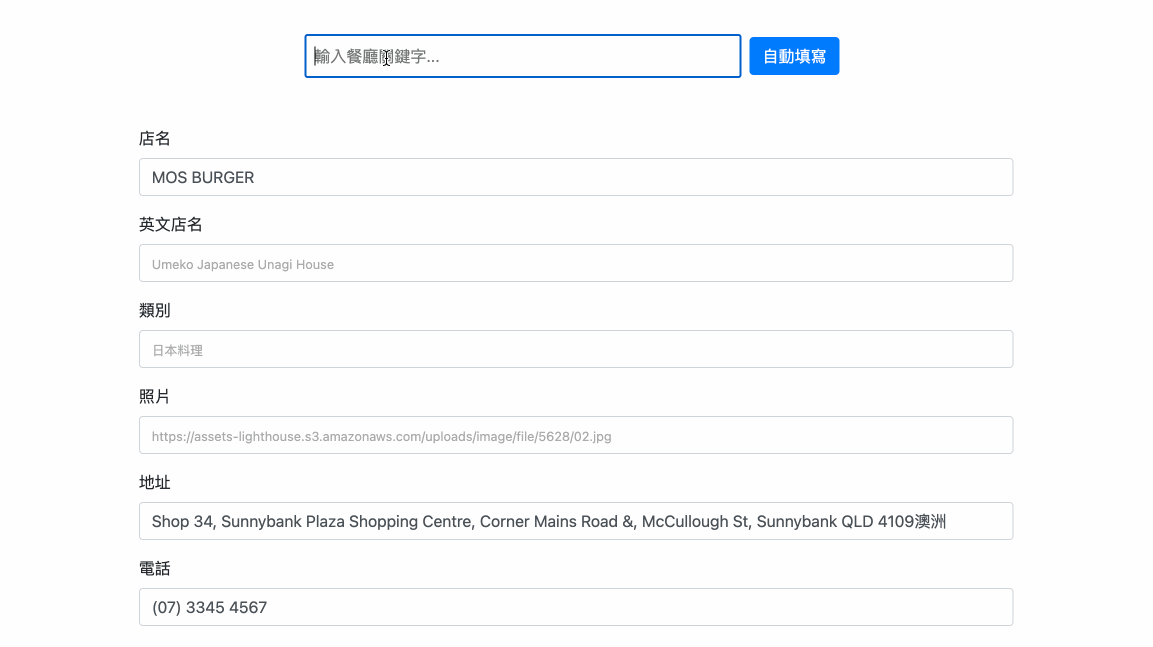 輸入餐廳關鍵字...
自動填寫
店名
MOS BURGER
英文店名
Umeko Japanese Unagi House
類別
日本料理
照片
https://assets-lighthouse.s3.amazonaws.com/uploads/image/file/5628/02.jpg
地址
Shop 34, Sunnybank Plaza Shopping Centre, Corner Mains Road &, McCullough St, Sunnybank QLD 4109澳洲
電話
(07) 3345 4567